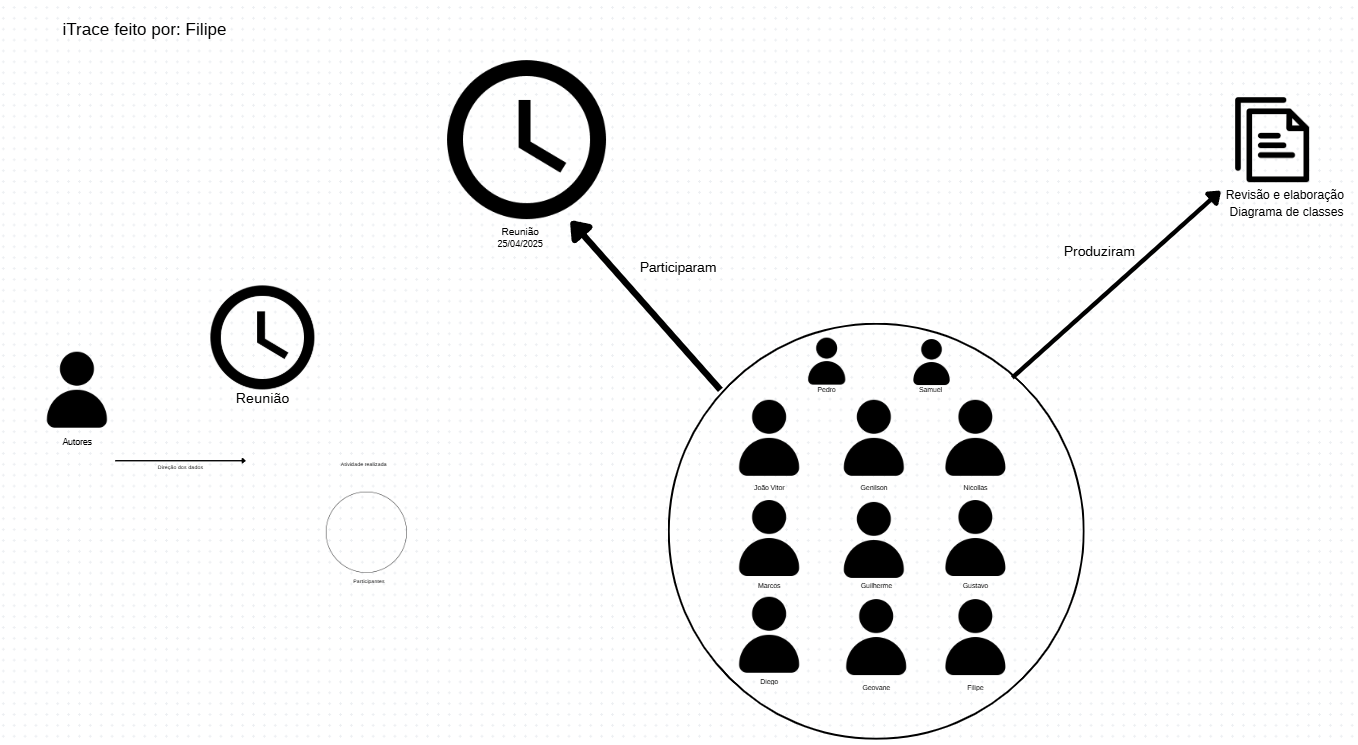 iTrace feito por: Filipe
Reunião
25/04/2025
Participaram
Produziram
Revisão e elaboração
Diagrama de classes
Reunião
Autores
Direção dos dados
Atividade realizada
Participantes
Pedro
Samuel
João Vitor
Genilson
Nicollas
Marcos
Guilherme
Gustavo
Diego
Geovane
Filipe